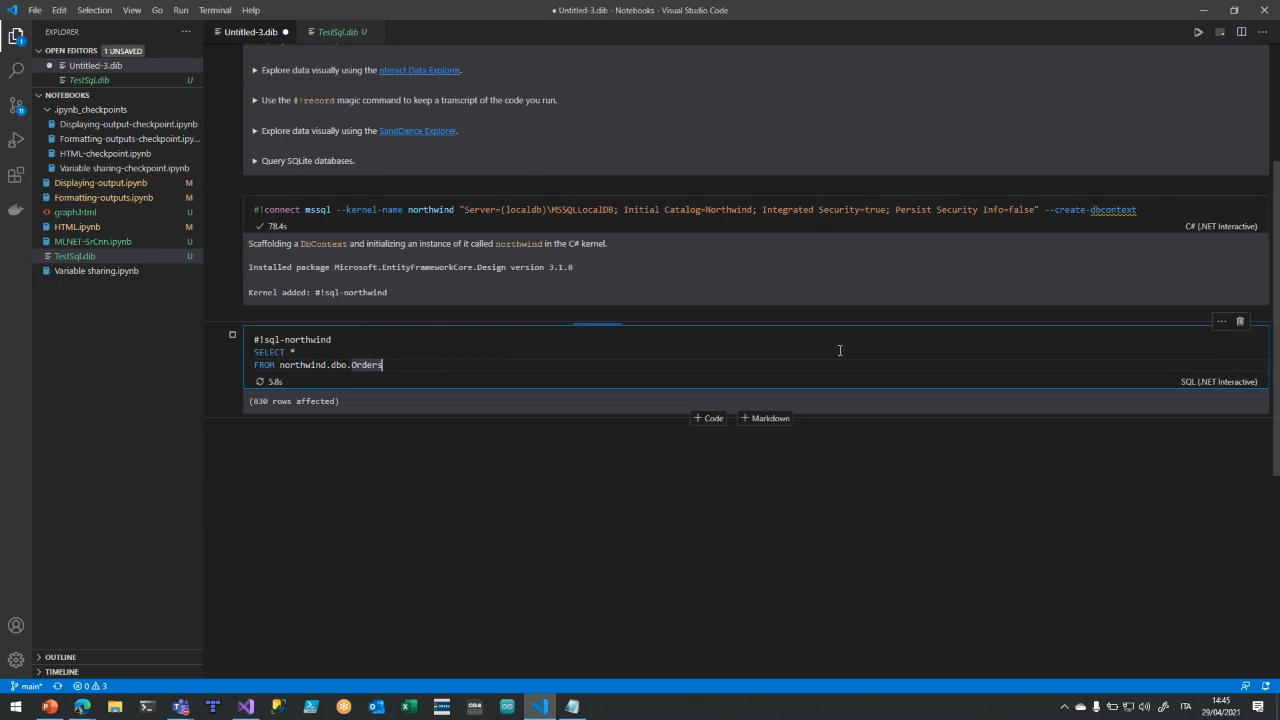 File Edit Selection View Go Run Terminal Help
● Untitled-3.dib - Notebooks - Visual Studio Code
EXPLORER
Untitled-3.dib ●
TestSql.dib U
OPEN EDITORS 1 UNSAVED
● Untitled-3.dib
TestSql.dib U
NOTEBOOKS
.ipynb_checkpoints
Displaying-output-checkpoint.ipynb
Formatting-outputs-checkpoint.ipy...
HTML-checkpoint.ipynb
Variable sharing-checkpoint.ipynb
Displaying-output.ipynb M
Formatting-outputs.ipynb M
graph.html U
HTML.ipynb M
MLNET-SrCnn.ipynb U
TestSql.dib U
Variable sharing.ipynb
Explore data visually using the nteract Data Explorer.
Use the #!record magic command to keep a transcript of the code you run.
Explore data visually using the SandDance Explorer.
Query SQLite databases.
#!connect mssql --kernel-name northwind "Server=(localdb)\MSSQLLocalDB; Initial Catalog=Northwind; Integrated Security=true; Persist Security Info=false" --create-dbcontext
78.4s
C# (.NET Interactive)
Scaffolding a DbContext and initializing an instance of it called northwind in the C# kernel.
Installed package Microsoft.EntityFrameworkCore.Design version 3.1.8
Kernel added: #!sql-northwind
#!sql-northwind
SELECT *
FROM northwind.dbo.Orders
5.8s
SQL (.NET Interactive)
(830 rows affected)
+ Code + Markdown
OUTLINE
TIMELINE
main* 0 3
1
11
14:45
ITA
29/04/2021